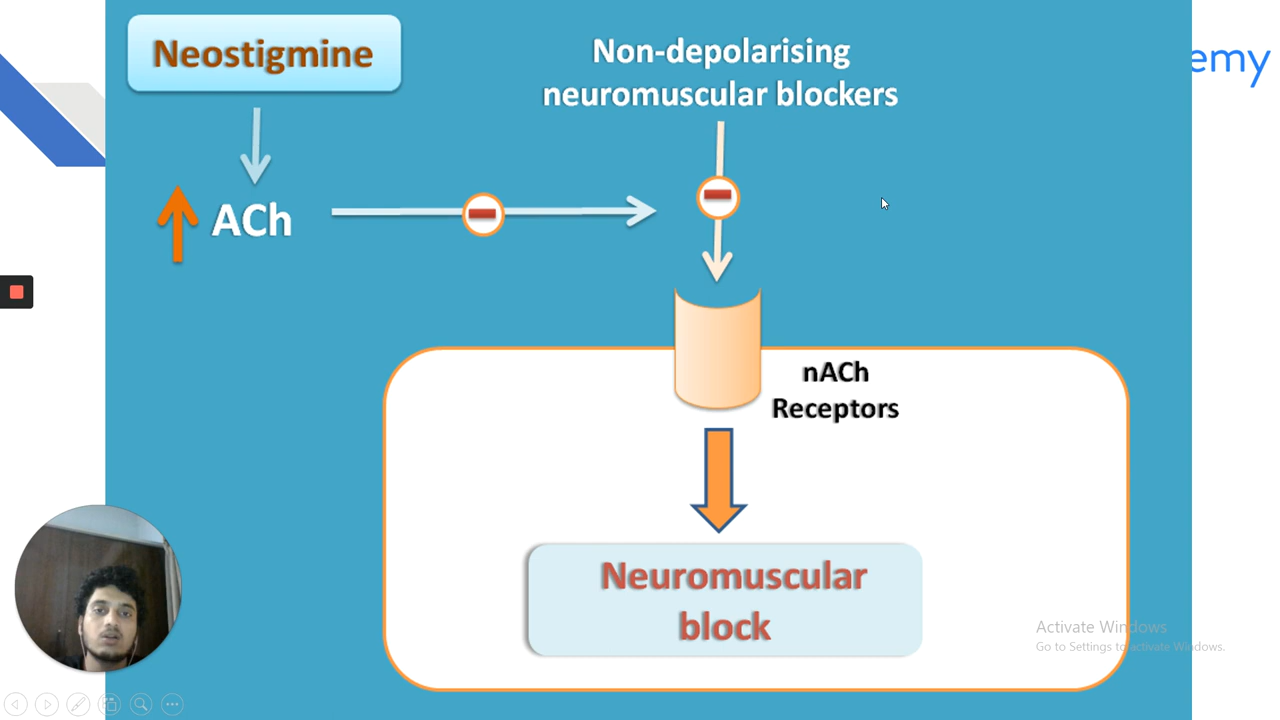 Neostigmine
Non-depolarising
neuromuscular blockers
emy
ACh
nACh
Receptors
Neuromuscular
block
Activate Windows
Go to Settings to activate Windows.